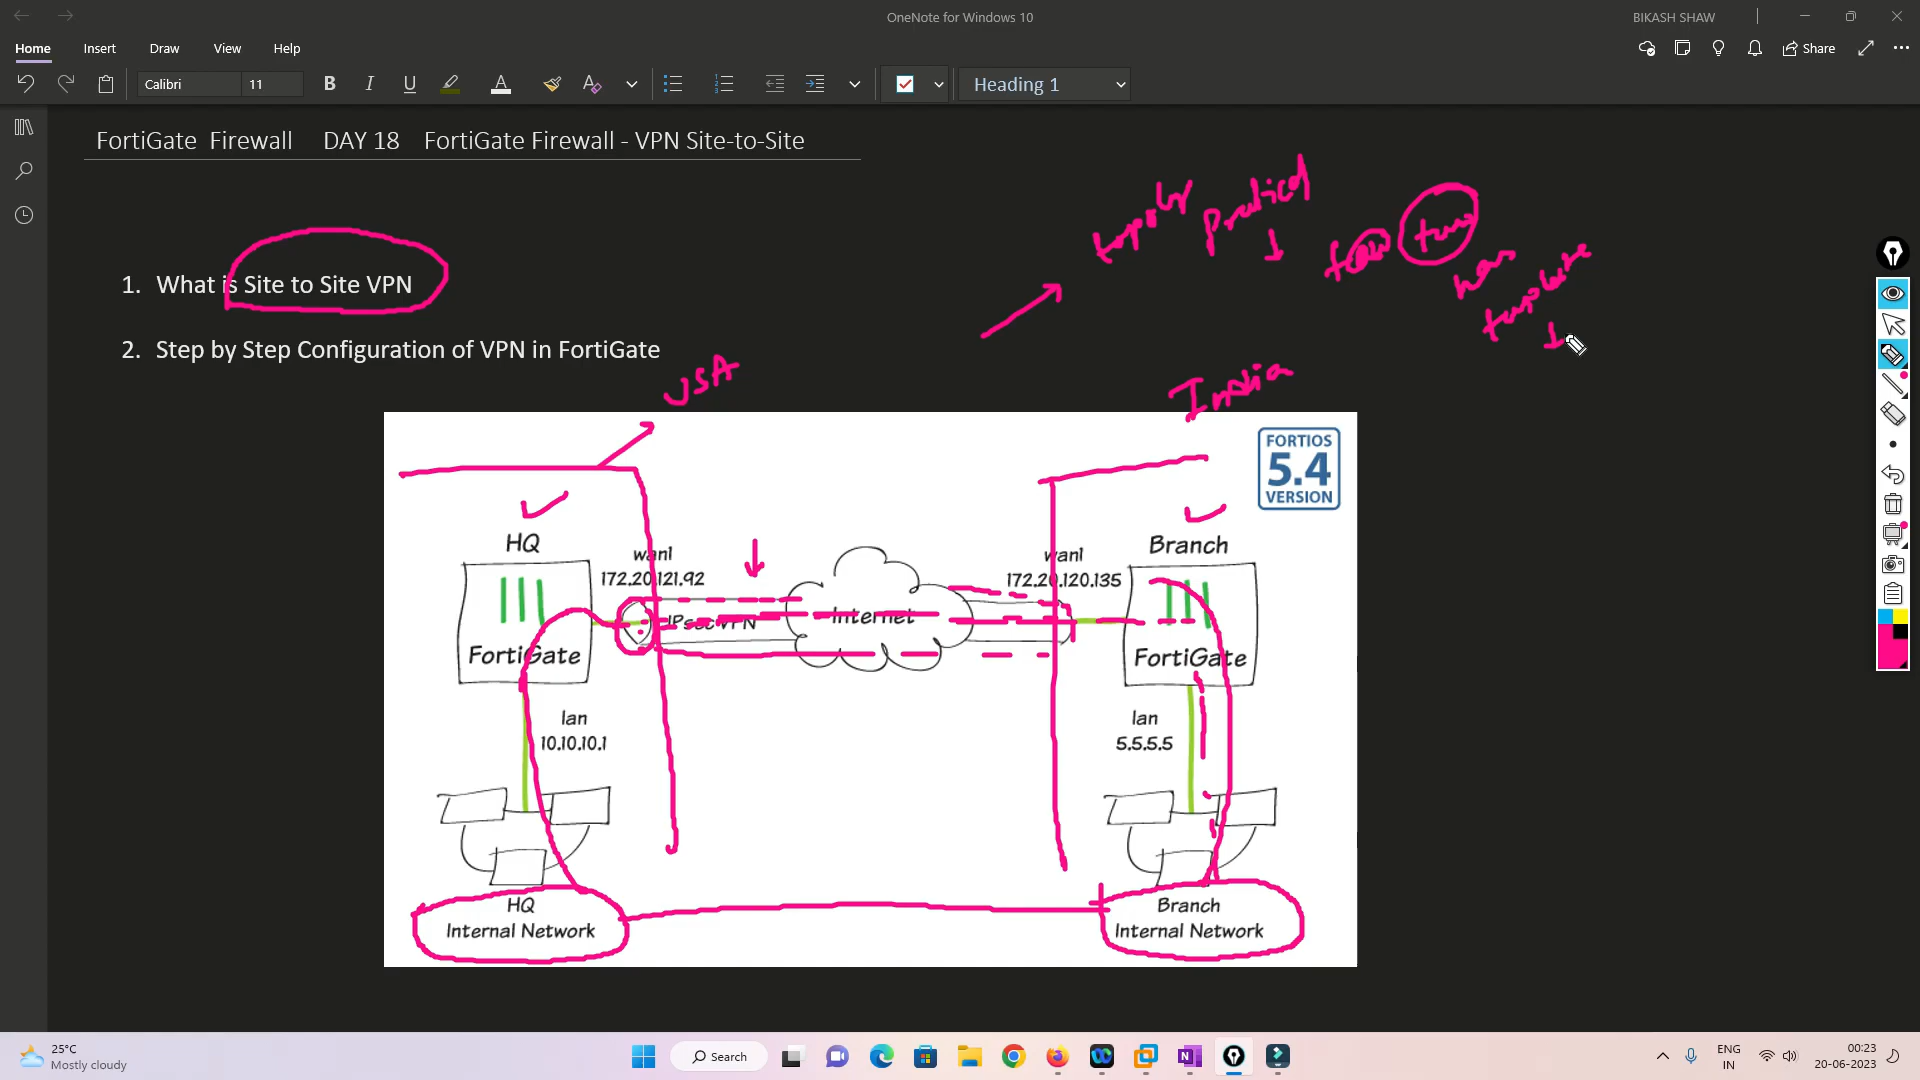 OneNote for Windows 10
BIKASH SHAW
Home Insert Draw View Help
Share
Calibri 11 B I U A A Heading 1
FortiGate Firewall DAY 18 FortiGate Firewall - VPN Site-to-Site
1. What is Site to Site VPN
2. Step by Step Configuration of VPN in FortiGate
USA
India
FORTIOS
5.4
VERSION
HQ
Branch
wan1
172.20.121.92
wan1
172.20.120.135
IPsecVPN
Internet
FortiGate
FortiGate
lan
10.10.10.1
lan
5.5.5.5
HQ
Internal Network
Branch
Internal Network
25°C
Mostly cloudy
Search
ENG
IN
00:23
20-06-2023